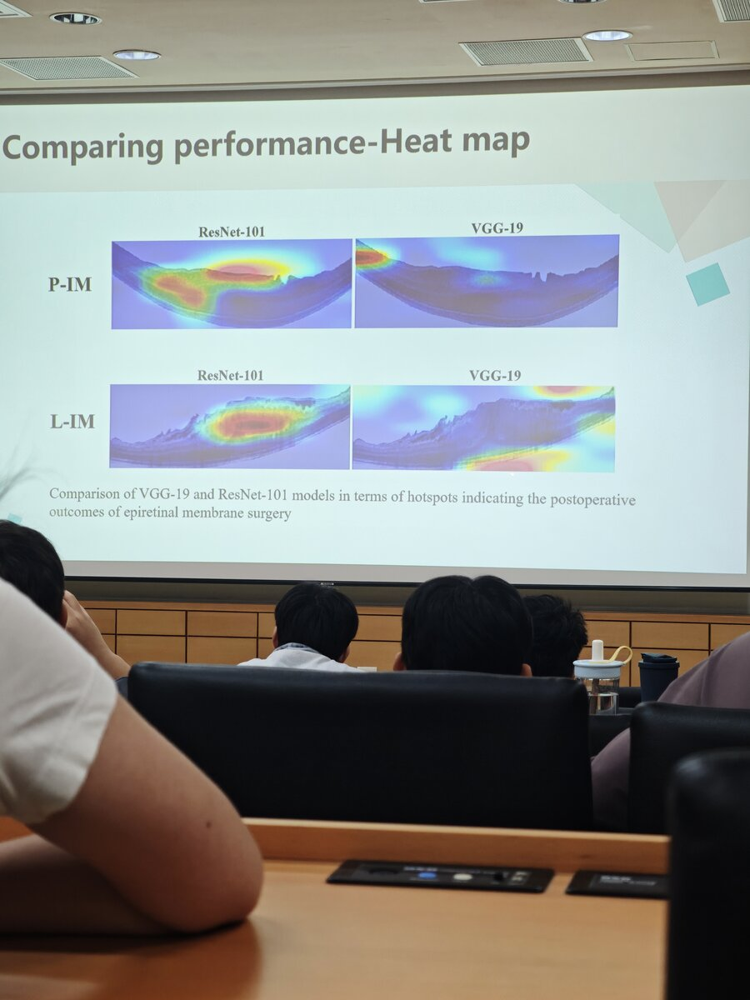 Comparing performance-Heat map
ResNet-101
VGG-19
P-IM
ResNet-101
VGG-19
L-IM
Comparison of VGG-19 and ResNet-101 models in terms of hotspots indicating the postoperative
outcomes of epiretinal membrane surgery